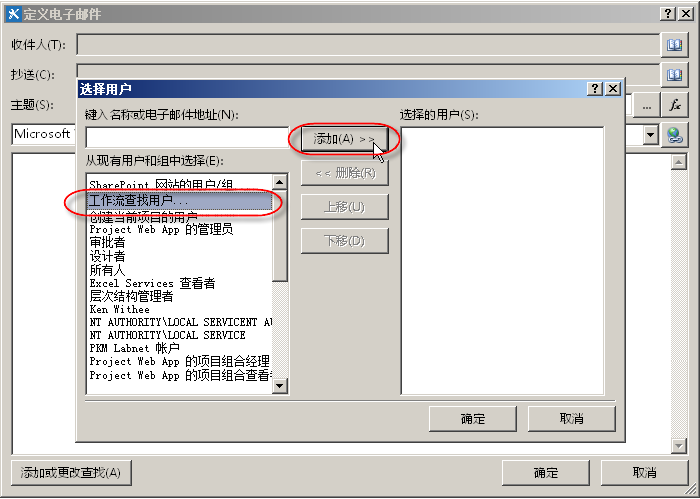 定义电子邮件
收件人(T):
抄送(C):
主题(S):
...
fx
Microsoft
选择用户
键入名称或电子邮件地址(N):
选择的用户(S):
添加(A) >>
从现有用户和组中选择(E):
<< 删除(R)
上移(U)
下移(D)
SharePoint 网站的用户/组...
工作流查找用户...
创建当前项目的用户
Project Web App 的管理员
审批者
设计者
所有人
Excel Services 查看者
层次结构管理者
Ken Withee
NT AUTHORITY\LOCAL SERVICENT AU
NT AUTHORITY\LOCAL SERVICE
PKM Labnet 帐户
Project Web App 的项目组合经理
Project Web App 的项目组合查看者
确定
取消
添加或更改查找(A)
确定
取消